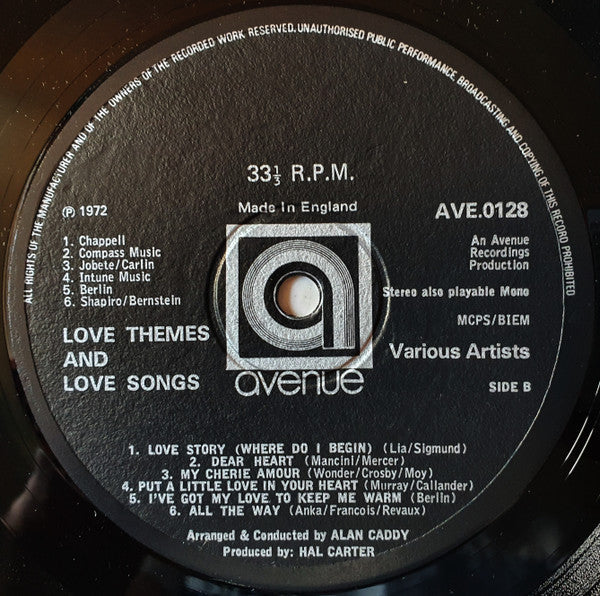 ALL RIGHTS OF THE MANUFACTURER AND OF THE OWNERS OF THE RECORDED WORK RESERVED. UNAUTHORISED PUBLIC PERFORMANCE BROADCASTING AND COPYING OF THIS RECORD PROHIBITED
33⅓ R.P.M.
Made In England
Ⓟ 1972
AVE.0128
1. Chappell
2. Compass Music
3. Jobete/Carlin
4. Intune Music
5. Berlin
6. Shapiro/Bernstein
An Avenue
Recordings
Production
Stereo also playable Mono
MCPS/BIEM
LOVE THEMES
AND
LOVE SONGS
Various Artists
SIDE B
a
avenue
1. LOVE STORY (WHERE DO I BEGIN) (Lia/Sigmund)
2. DEAR HEART (Mancini/Mercer)
3. MY CHERIE AMOUR (Wonder/Crosby/Moy)
4. PUT A LITTLE LOVE IN YOUR HEART (Murray/Callander)
5. I'VE GOT MY LOVE TO KEEP ME WARM (Berlin)
6. ALL THE WAY (Anka/Francois/Revaux)
Arranged & Conducted by ALAN CADDY
Produced by: HAL CARTER